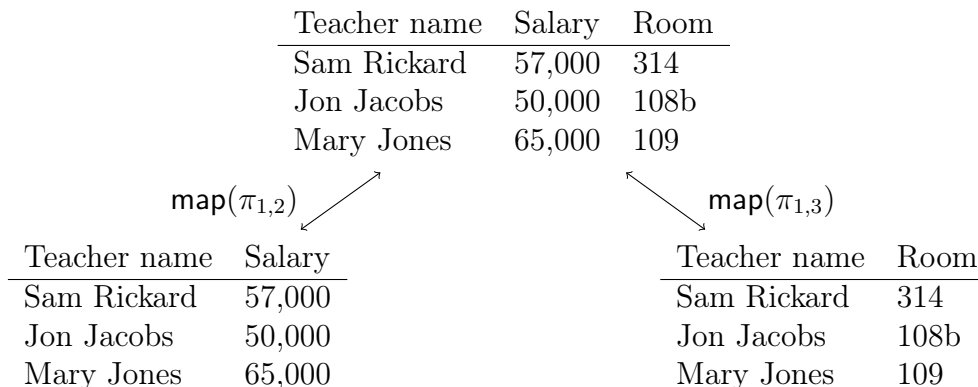 Teacher name Salary Room
Sam Rickard 57,000 314
Jon Jacobs 50,000 108b
Mary Jones 65,000 109
map(π1,2) map(π1,3)
Teacher name Salary Teacher name Room
Sam Rickard 57,000 Sam Rickard 314
Jon Jacobs 50,000 Jon Jacobs 108b
Mary Jones 65,000 Mary Jones 109